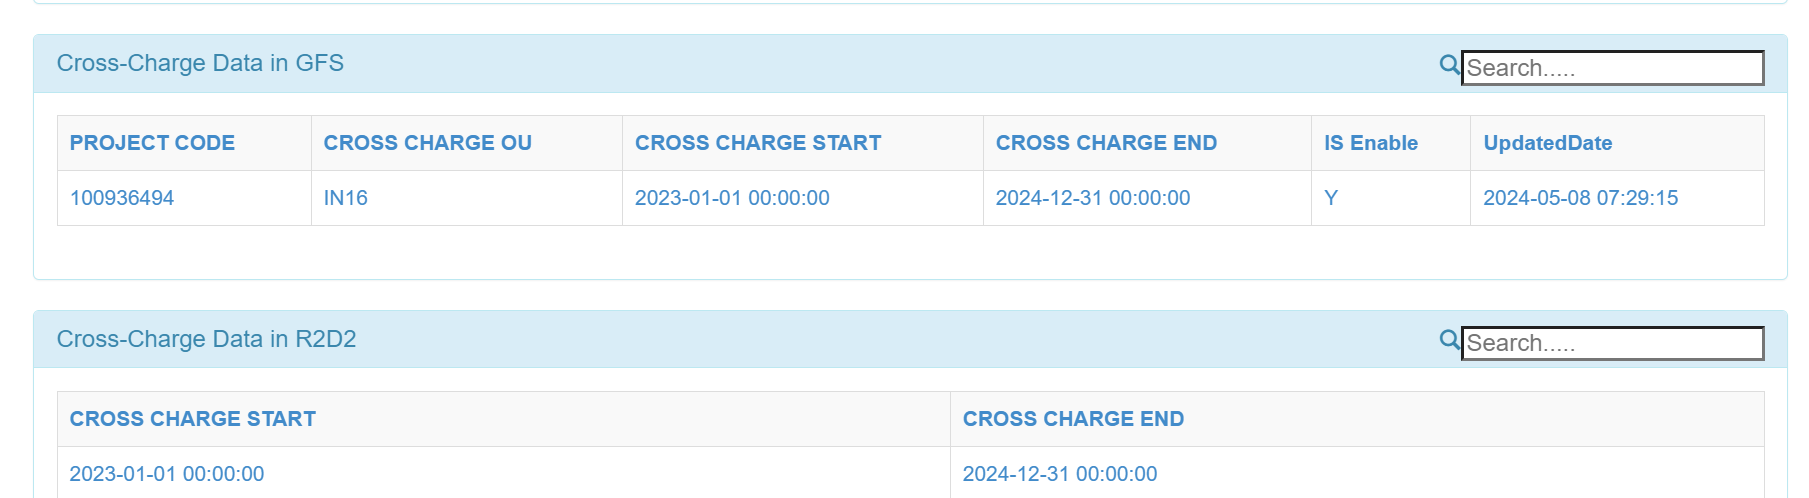 Cross-Charge Data in GFS Search.....
PROJECT CODE CROSS CHARGE OU CROSS CHARGE START CROSS CHARGE END IS Enable UpdatedDate
100936494 IN16 2023-01-01 00:00:00 2024-12-31 00:00:00 Y 2024-05-08 07:29:15
Cross-Charge Data in R2D2 Search.....
CROSS CHARGE START CROSS CHARGE END
2023-01-01 00:00:00 2024-12-31 00:00:00